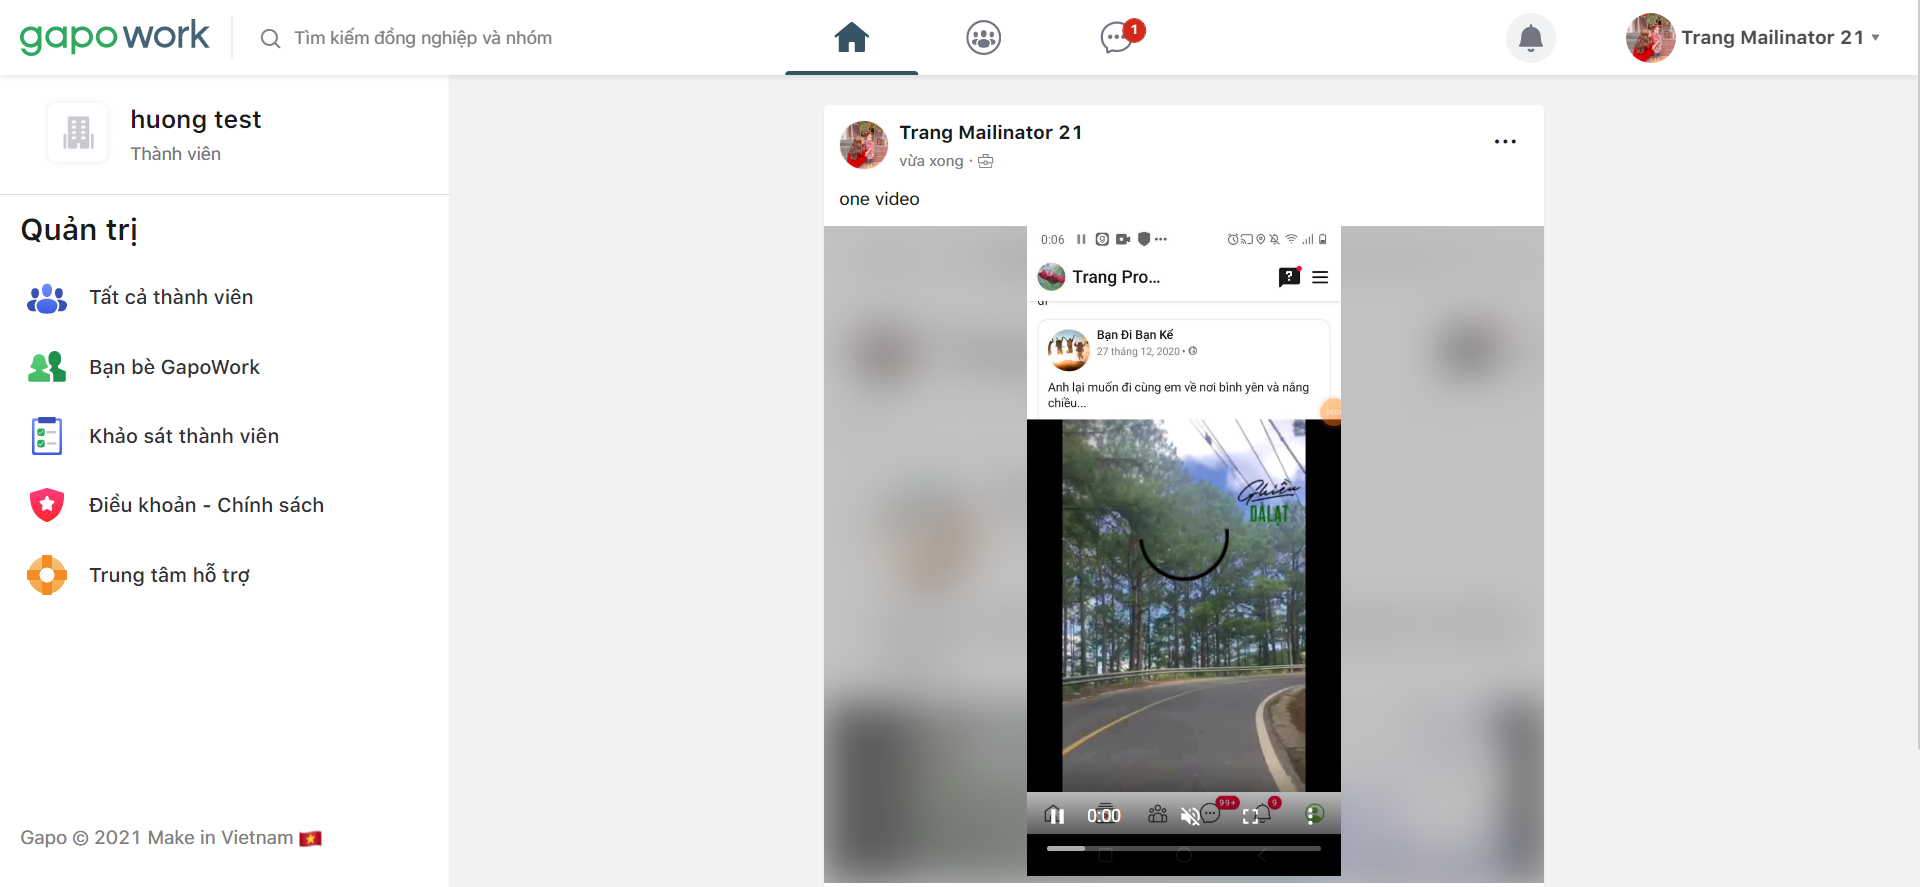 gapowork
Tìm kiếm đồng nghiệp và nhóm
1
Trang Mailinator 21
huong test
Thành viên
Quản trị
Tất cả thành viên
Bạn bè GapoWork
Khảo sát thành viên
Điều khoản - Chính sách
Trung tâm hỗ trợ
Gapo © 2021 Make in Vietnam
Trang Mailinator 21
vừa xong ·
one video
0:06
Trang Pro...
Bạn Đi Bạn Kể
27 tháng 12, 2020 •
Anh lại muốn đi cùng em về nơi bình yên và nắng
chiều...
Ghiền
ĐÀLẠT
0:00
99+
9